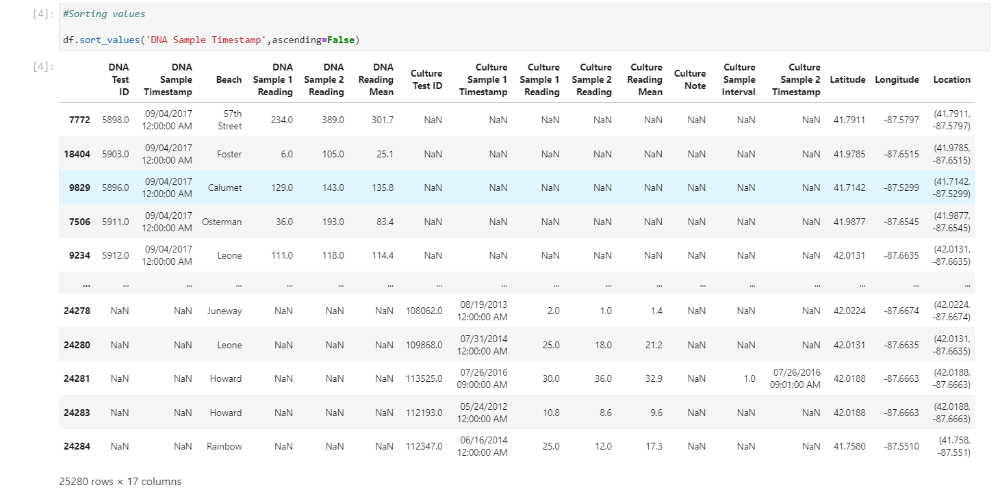 [4]: #Sorting values
df.sort_values('DNA Sample Timestamp',ascending=False)
[4]:
DNA Test ID DNA Sample Timestamp Beach DNA Sample 1 Reading DNA Sample 2 Reading DNA Reading Mean Culture Test ID Culture Sample 1 Timestamp Culture Sample 1 Reading Culture Sample 2 Reading Culture Reading Mean Culture Note Culture Sample Interval Culture Sample 2 Timestamp Latitude Longitude Location
7772 5898.0 09/04/2017 12:00:00 AM 57th Street 234.0 389.0 301.7 NaN NaN NaN NaN NaN NaN NaN NaN 41.7911 -87.5797 (41.7911, -87.5797)
18404 5903.0 09/04/2017 12:00:00 AM Foster 6.0 105.0 25.1 NaN NaN NaN NaN NaN NaN NaN NaN 41.9785 -87.6515 (41.9785, -87.6515)
9829 5896.0 09/04/2017 12:00:00 AM Calumet 129.0 143.0 135.8 NaN NaN NaN NaN NaN NaN NaN NaN 41.7142 -87.5299 (41.7142, -87.5299)
7506 5911.0 09/04/2017 12:00:00 AM Osterman 36.0 193.0 83.4 NaN NaN NaN NaN NaN NaN NaN NaN 41.9877 -87.6545 (41.9877, -87.6545)
9234 5912.0 09/04/2017 12:00:00 AM Leone 111.0 118.0 114.4 NaN NaN NaN NaN NaN NaN NaN NaN 42.0131 -87.6635 (42.0131, -87.6635)
... ... ... ... ... ... ... ... ... ... ... ... ... ... ... ... ... ...
24278 NaN NaN Juneway NaN NaN NaN 108062.0 08/19/2013 12:00:00 AM 2.0 1.0 1.4 NaN NaN NaN 42.0224 -87.6674 (42.0224, -87.6674)
24280 NaN NaN Leone NaN NaN NaN 109868.0 07/31/2014 12:00:00 AM 25.0 18.0 21.2 NaN NaN NaN 42.0131 -87.6635 (42.0131, -87.6635)
24281 NaN NaN Howard NaN NaN NaN 113525.0 07/26/2016 09:00:00 AM 30.0 36.0 32.9 NaN 1.0 07/26/2016 09:01:00 AM 42.0188 -87.6663 (42.0188, -87.6663)
24283 NaN NaN Howard NaN NaN NaN 112193.0 05/24/2012 12:00:00 AM 10.8 8.6 9.6 NaN NaN NaN 42.0188 -87.6663 (42.0188, -87.6663)
24284 NaN NaN Rainbow NaN NaN NaN 112347.0 06/16/2014 12:00:00 AM 25.0 12.0 17.3 NaN NaN NaN 41.7580 -87.5510 (41.758, -87.551)
25280 rows × 17 columns